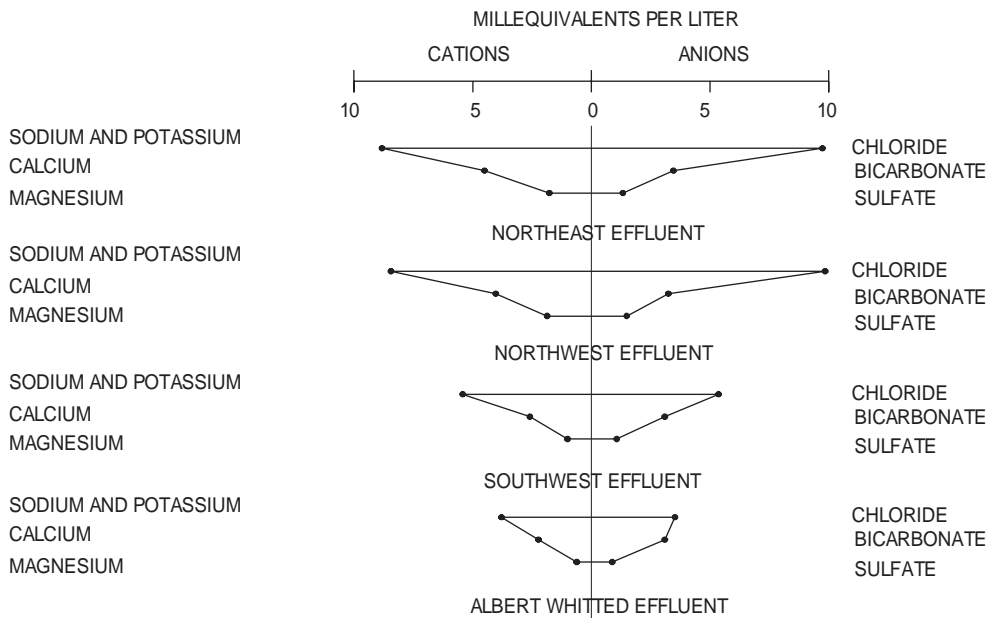 MILLEQUIVALENTS PER LITER
CATIONS ANIONS
10 5 0 5 10
SODIUM AND POTASSIUM CHLORIDE
CALCIUM BICARBONATE
MAGNESIUM SULFATE
NORTHEAST EFFLUENT
SODIUM AND POTASSIUM CHLORIDE
CALCIUM BICARBONATE
MAGNESIUM SULFATE
NORTHWEST EFFLUENT
SODIUM AND POTASSIUM CHLORIDE
CALCIUM BICARBONATE
MAGNESIUM SULFATE
SOUTHWEST EFFLUENT
SODIUM AND POTASSIUM CHLORIDE
CALCIUM BICARBONATE
MAGNESIUM SULFATE
ALBERT WHITTED EFFLUENT